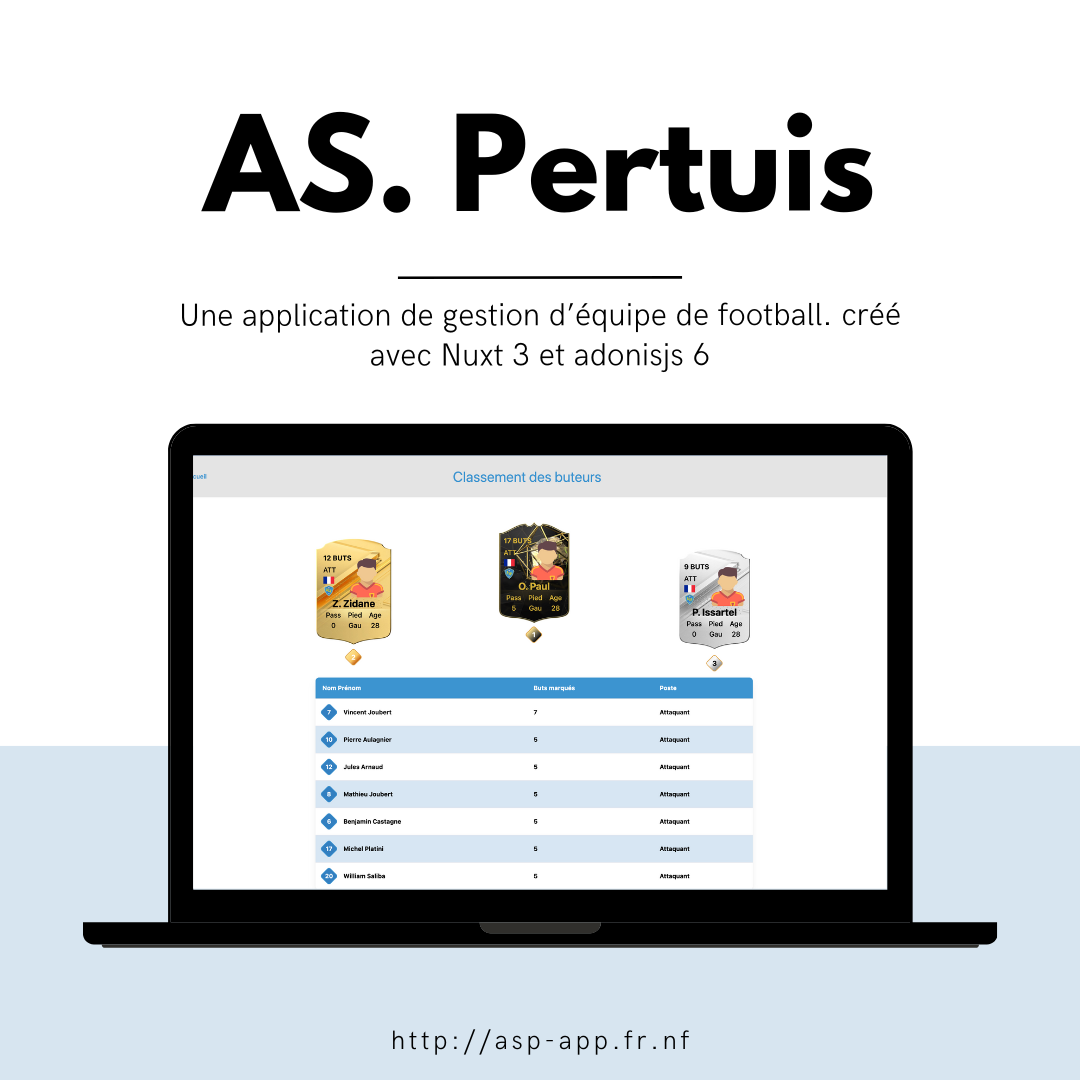 AS. Pertuis
Une application de gestion d’équipe de football. créé
avec Nuxt 3 et adonisjs 6
cueil
Classement des buteurs
12 BUTS
ATT
Z. Zidane
Pass Pied Age
0 Gau 28
2
17 BUTS
ATT
O. Paul
Pass Pied Age
5 Gau 28
1
9 BUTS
ATT
P. Issartel
Pass Pied Age
0 Gau 28
3
Nom Prénom Buts marqués Poste
7 Vincent Joubert 7 Attaquant
10 Pierre Aulagnier 5 Attaquant
12 Jules Arnaud 5 Attaquant
8 Mathieu Joubert 5 Attaquant
6 Benjamin Castagne 5 Attaquant
17 Michel Platini 5 Attaquant
20 William Saliba 5 Attaquant
http://asp-app.fr.nf